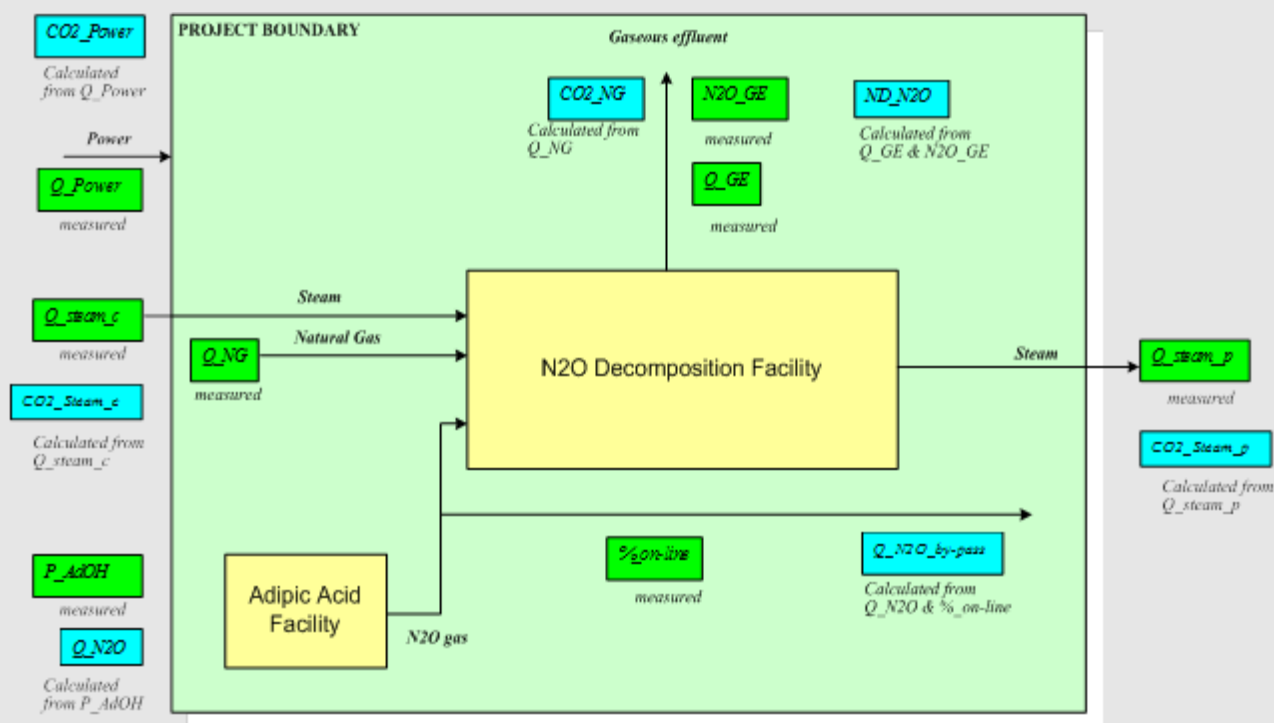 CO2_Power
Calculated
from Q_Power
Power
Q_Power
measured
Q_steam_c
measured
CO2_Steam_c
Calculated from
Q_steam_c
P_AdOH
measured
Q_N2O
Calculated
from P_AdOH
PROJECT BOUNDARY
Gaseous effluent
CO2_NG
Calculated from
Q_NG
N2O_GE
measured
Q_GE
measured
ND_N2O
Calculated from
Q_GE & N2O_GE
Steam
Natural Gas
Q_NG
measured
N2O Decomposition Facility
Adipic Acid
Facility
N2O gas
%_on-line
measured
Q_N2O_by-pass
Calculated from
Q_N2O & %_on-line
Steam
Q_steam_p
measured
CO2_Steam_p
Calculated from
Q_steam_p